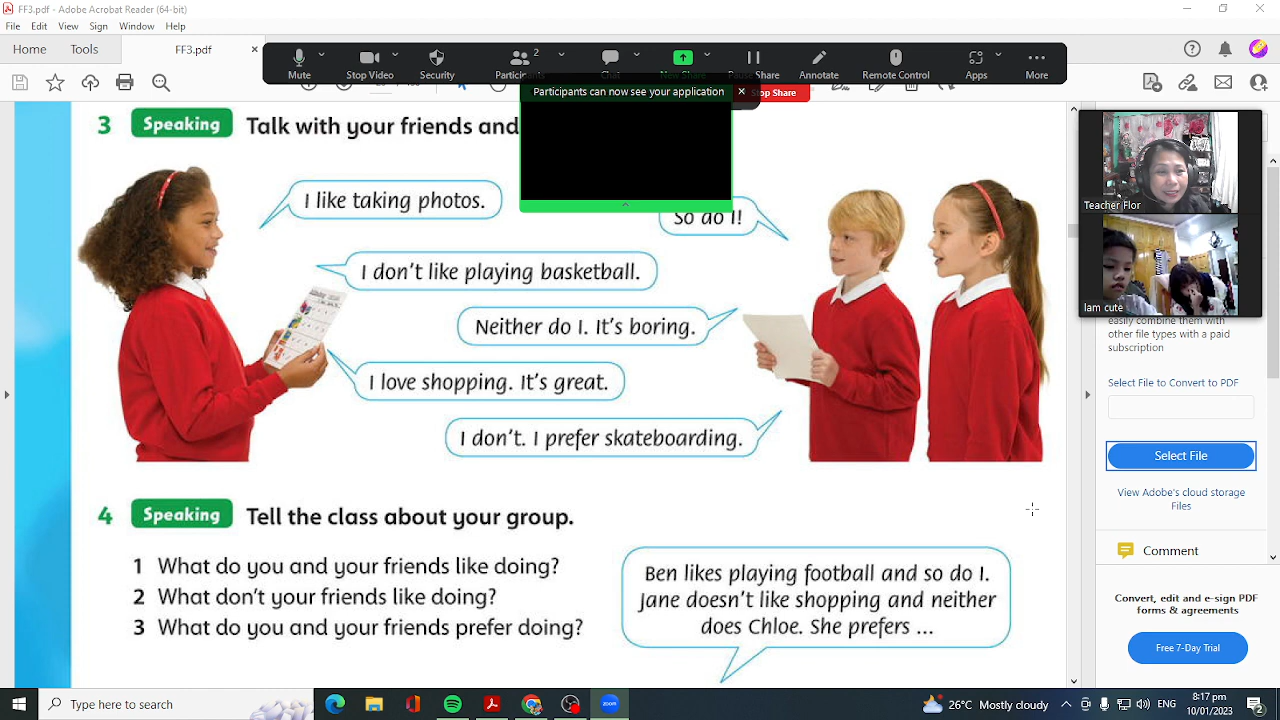 FF3.pdf - Adobe Acrobat Reader (64-bit)
File Edit View Sign Window Help
Home Tools FF3.pdf
Mute Stop Video Security Participants 2 Chat New Share Pause Share Annotate Remote Control Apps More
Participants can now see your application
Stop Share
3 Speaking Talk with your friends and
I like taking photos.
So do I!
I don't like playing basketball.
Neither do I. It's boring.
I love shopping. It's great.
I don't. I prefer skateboarding.
4 Speaking Tell the class about your group.
1 What do you and your friends like doing?
2 What don't your friends like doing?
3 What do you and your friends prefer doing?
Ben likes playing football and so do I.
Jane doesn't like shopping and neither
does Chloe. She prefers ...
Teacher Flor
Iam cute
easily combine them with
other file types with a paid
subscription
Select File to Convert to PDF
Select File
View Adobe's cloud storage
Files
Comment
Convert, edit and e-sign PDF
forms & agreements
Free 7-Day Trial
Type here to search
zoom
26°C Mostly cloudy
8:17 pm
10/01/2023
2